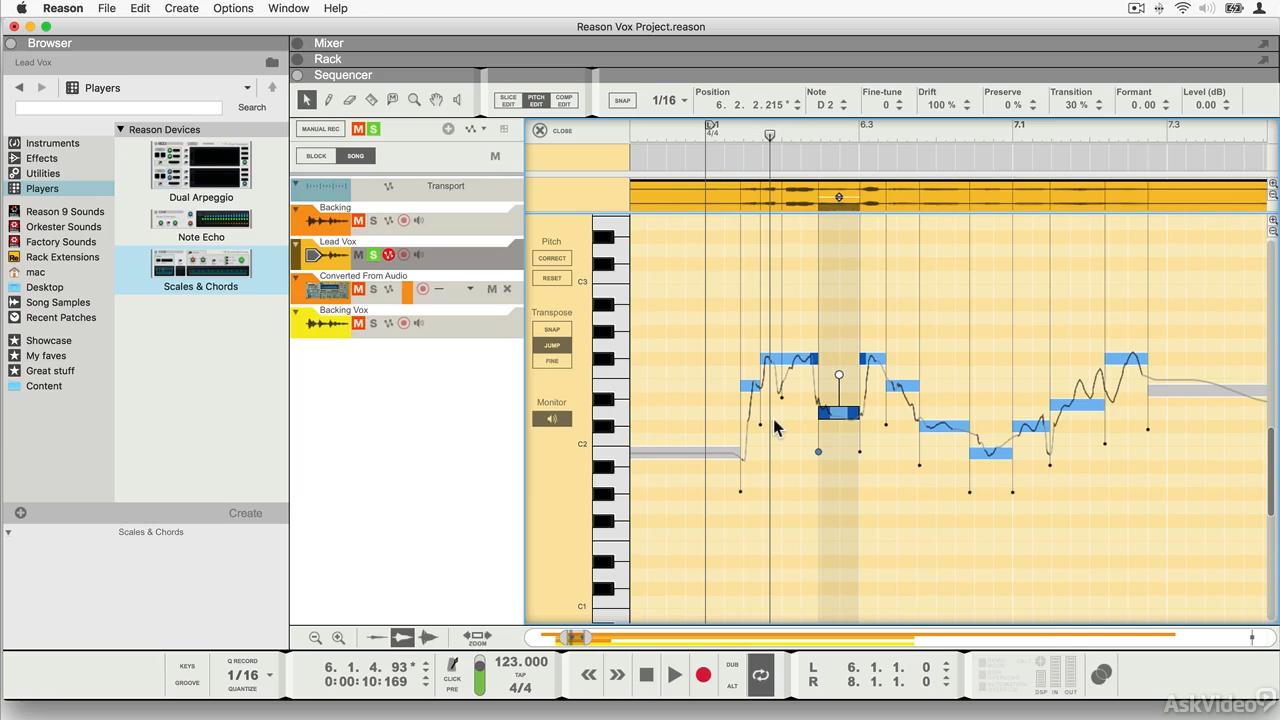 Reason File Edit Create Options Window Help
Reason Vox Project.reason
Browser
Lead Vox
Players
Search
Instruments
Effects
Utilities
Players
Reason 9 Sounds
Orkester Sounds
Factory Sounds
Rack Extensions
mac
Desktop
Song Samples
Recent Patches
Showcase
My faves
Great stuff
Content
Reason Devices
Dual Arpeggio
Note Echo
Scales & Chords
Create
Scales & Chords
Mixer
Rack
Sequencer
SLICE EDIT
PITCH EDIT
COMP EDIT
SNAP
1/16
Position
6. 2. 2. 215*
Note
D 2
Fine-tune
0
Drift
100 %
Preserve
0 %
Transition
30 %
Formant
0. 00
Level (dB)
0.00
MANUAL REC
M S
BLOCK
SONG
M
Transport
Backing
M S
Lead Vox
M S
Converted From Audio
M S
M
Backing Vox
M S
CLOSE
4/4
6.3
7.1
7.3
Pitch
CORRECT
RESET
Transpose
SNAP
JUMP
FINE
Monitor
C3
C2
C1
ZOOM
KEYS
GROOVE
Q RECORD
1/16
QUANTIZE
6. 1. 4. 93*
0:00:10:169
CLICK
PRE
123.000
TAP
4/4
DUB
ALT
L 6. 1. 1. 0
R 8. 1. 1. 0
DSP IN OUT
AskVideo